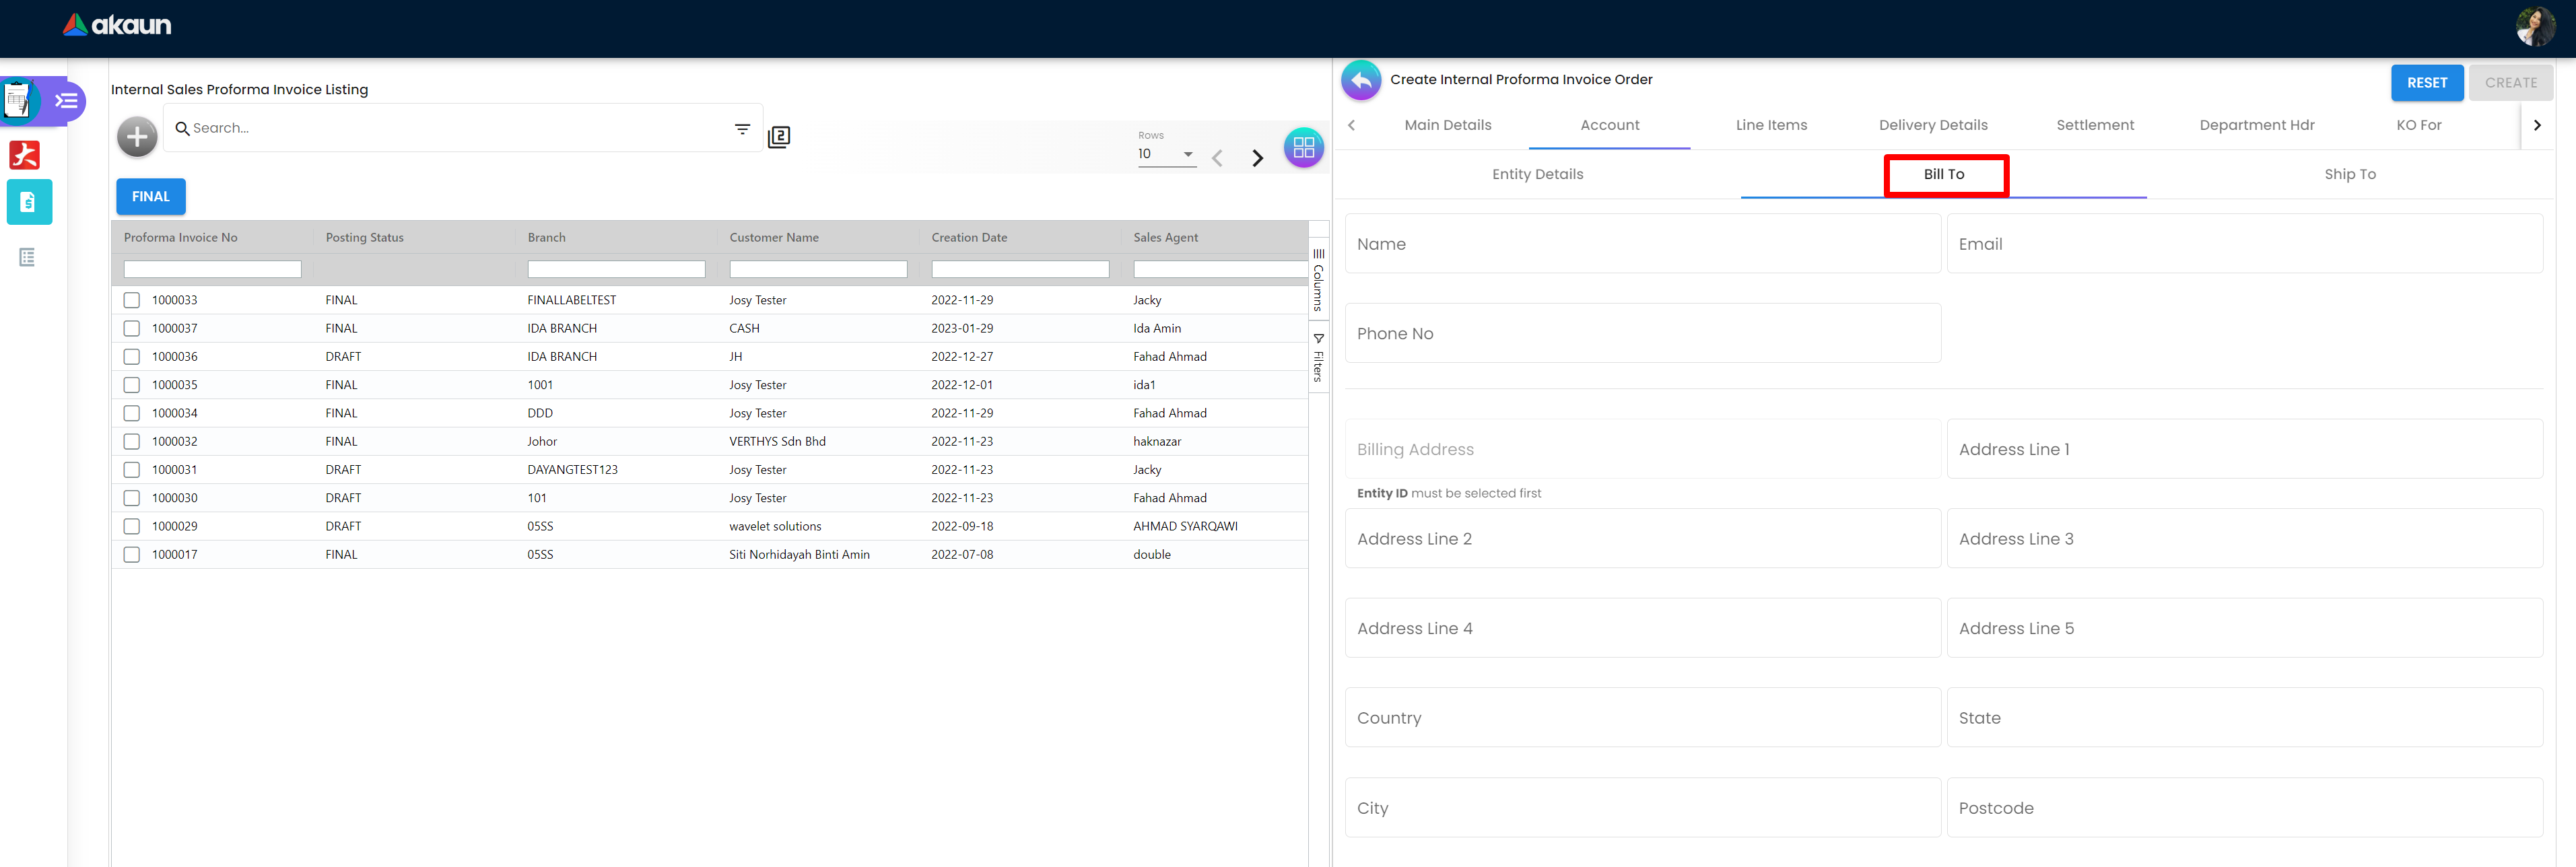 akaun
Internal Sales Proforma Invoice Listing
Search...
2
Rows
10
FINAL
Proforma Invoice No Posting Status Branch Customer Name Creation Date Sales Agent
1000033 FINAL FINALLABELTEST Josy Tester 2022-11-29 Jacky
1000037 FINAL IDA BRANCH CASH 2023-01-29 Ida Amin
1000036 DRAFT IDA BRANCH JH 2022-12-27 Fahad Ahmad
1000035 FINAL 1001 Josy Tester 2022-12-01 ida1
1000034 FINAL DDD Josy Tester 2022-11-29 Fahad Ahmad
1000032 FINAL Johor VERTHYS Sdn Bhd 2022-11-23 haknazar
1000031 DRAFT DAYANGTEST123 Josy Tester 2022-11-23 Jacky
1000030 DRAFT 101 Josy Tester 2022-11-23 Fahad Ahmad
1000029 DRAFT 05SS wavelet solutions 2022-09-18 AHMAD SYARQAWI
1000017 FINAL 05SS Siti Norhidayah Binti Amin 2022-07-08 double
Columns
Filters
Create Internal Proforma Invoice Order
RESET CREATE
Main Details Account Line Items Delivery Details Settlement Department Hdr KO For
Entity Details Bill To Ship To
Name Email
Phone No
Billing Address Address Line 1
Entity ID must be selected first
Address Line 2 Address Line 3
Address Line 4 Address Line 5
Country State
City Postcode